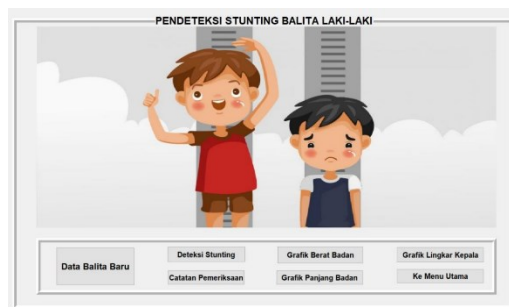 PENDETEKSI STUNTING BALITA LAKI-LAKI
Data Balita Baru
Deteksi Stunting
Grafik Berat Badan
Grafik Lingkar Kepala
Catatan Pemeriksaan
Grafik Panjang Badan
Ke Menu Utama